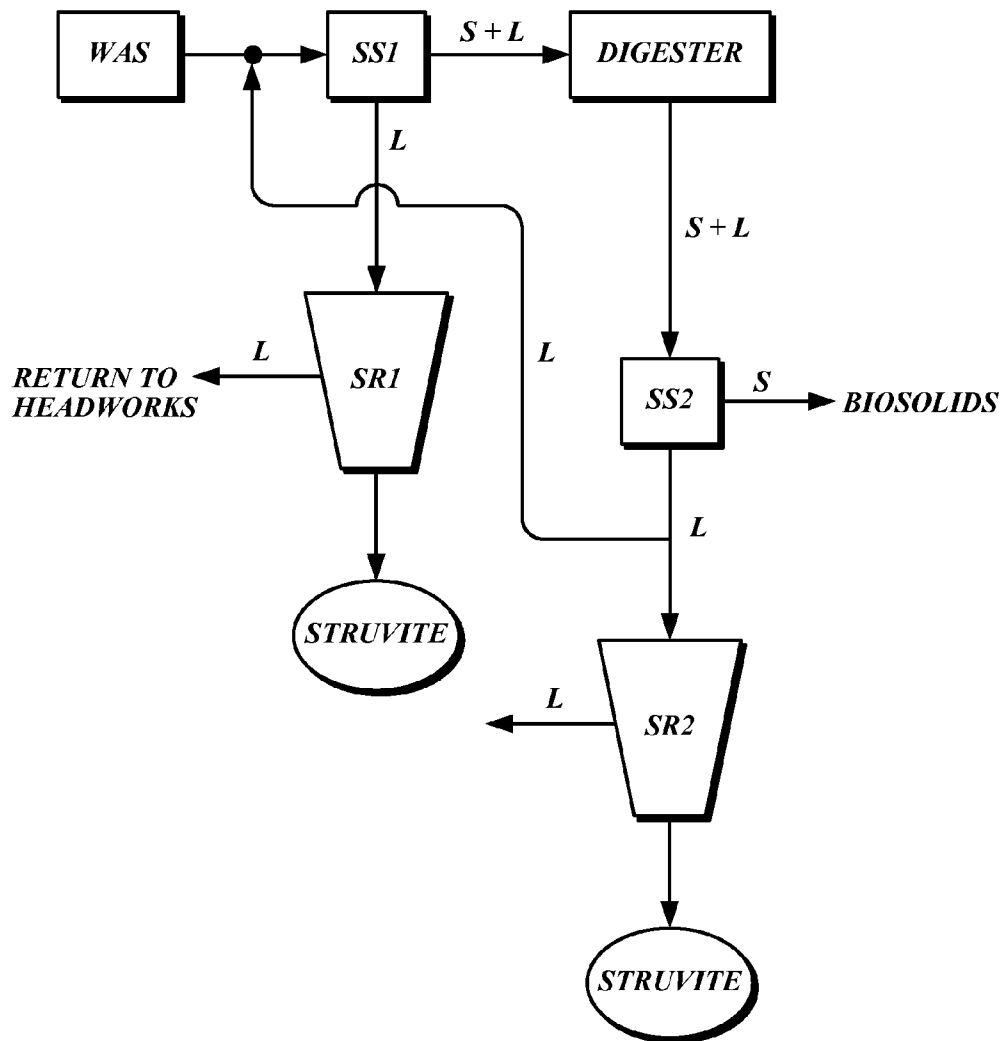 WAS
SS1
S + L
DIGESTER
L
S + L
L
RETURN TO
HEADWORKS
SR1
L
SS2
S
BIOSOLIDS
L
STRUVITE
L
SR2
STRUVITE